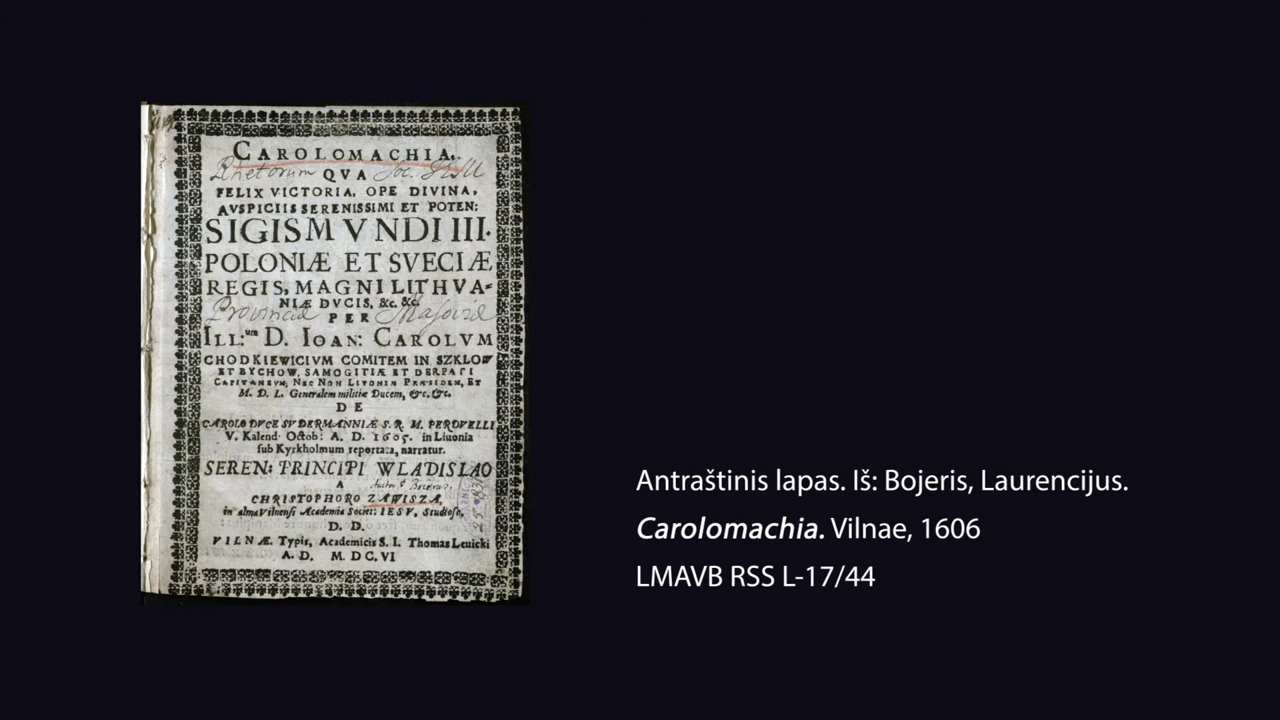 CAROLOMACHIA.
Rhetorum QVA Soc. IESU
FELIX VICTORIA, OPE DIVINA,
AVSPICIIS SERENISSIMI ET POTEN:
SIGISMVNDI III.
POLONIÆ ET SVECIÆ
REGIS, MAGNI LITHVA-
NIÆ DVCIS, &c. &c.
Provinciæ PER
ILL:um D. IOAN: CAROLVM
CHODKIEWICIVM COMITEM IN SZKLOW
ET BYCHOW, SAMOGITIÆ ET DERPATI
CAPITANEVM, NEC NON LIVONIÆ PRÆSIDEM, ET
M. D. L. Generalem militiæ Ducem, &c. &c.
DE
CAROLO DVCE SVDERMANNIÆ S. R. M. PERDVELLI
V. Kalend. Octob: A. D. 1605. in Liuonia
sub Kyrkholmum reportata, narratur.
SEREN: PRINCIPI WLADISLAO
A
CHRISTOPHORO ZAWISZA,
in alma Vilnensi Academia Societ: IESV, Studioso,
D. D.
VILNÆ. Typis, Academicis S. I. Thomas Leuicki
A. D. M. DC. VI
Antraštinis lapas. Iš: Bojeris, Laurencijus.
Carolomachia. Vilnae, 1606
LMAVB RSS L-17/44